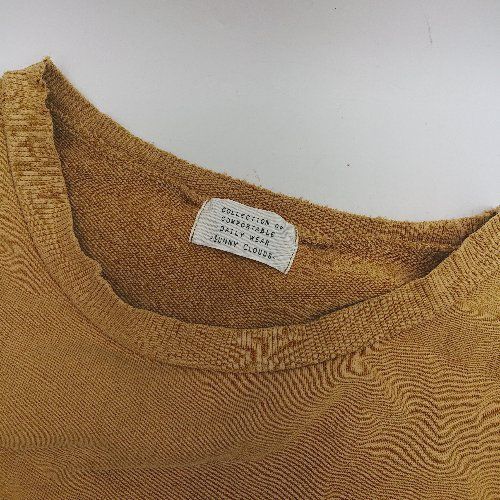 COLLECTION OF
COMFORTABLE
DAILY WEAR
SUNNY CLOUDS.